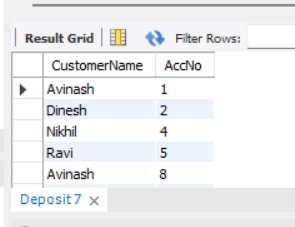 Result Grid Filter Rows:
CustomerName AccNo
Avinash 1
Dinesh 2
Nikhil 4
Ravi 5
Avinash 8
Deposit 7 ×